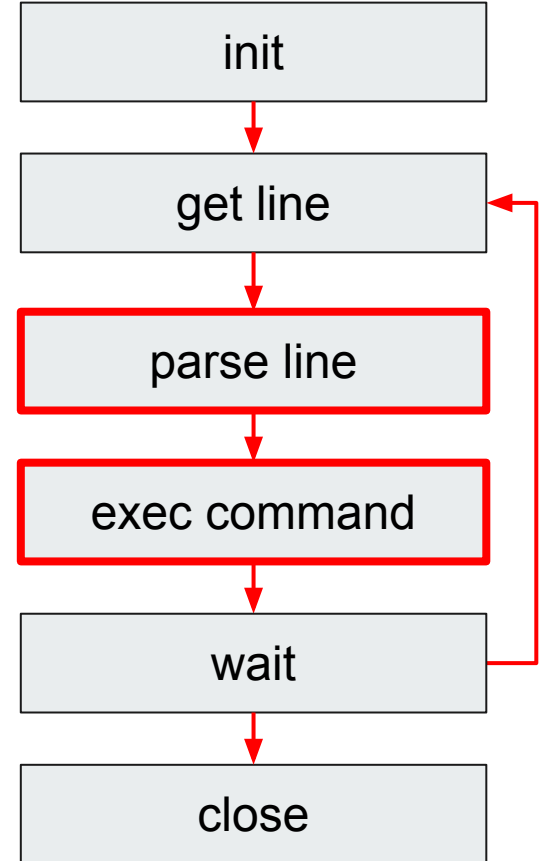 init
get line
parse line
exec command
wait
close